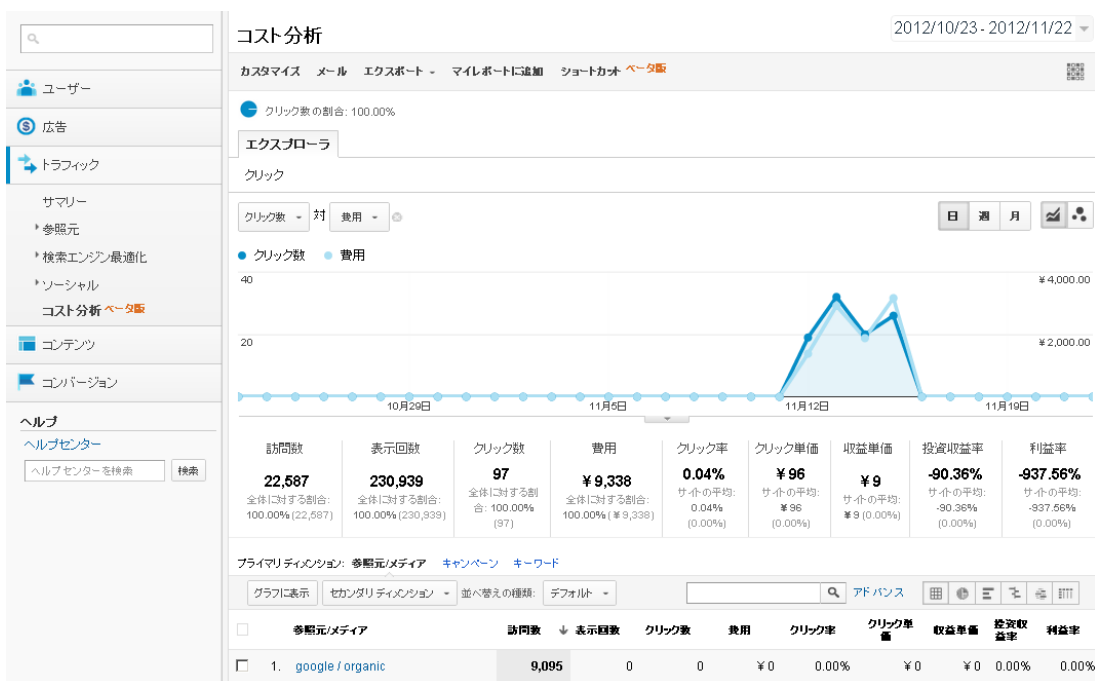 コスト分析
2012/10/23 - 2012/11/22
カスタマイズ メール エクスポート マイレポートに追加 ショートカット ベータ版
ユーザー
クリック数の割合: 100.00%
広告
エクスプローラ
トラフィック
クリック
サマリー
参照元
検索エンジン最適化
ソーシャル
コスト分析 ベータ版
コンテンツ
コンバージョン
ヘルプ
ヘルプセンター
ヘルプセンターを検索 検索
クリック数 対 費用
日 週 月
クリック数 費用
40 ¥4,000.00
20 ¥2,000.00
10月29日 11月5日 11月12日 11月19日
訪問数 表示回数 クリック数 費用 クリック率 クリック単価 収益単価 投資収益率 利益率
22,587 230,939 97 ¥9,338 0.04% ¥96 ¥9 -90.36% -937.56%
全体に対する割合: 100.00% (22,587)
全体に対する割合: 100.00% (230,939)
全体に対する割合: 100.00% (97)
全体に対する割合: 100.00% (¥9,338)
サイトの平均: 0.04% (0.00%)
サイトの平均: ¥96 (0.00%)
サイトの平均: ¥9 (0.00%)
サイトの平均: -90.36% (0.00%)
サイトの平均: -937.56% (0.00%)
プライマリ ディメンション: 参照元/メディア キャンペーン キーワード
グラフに表示 セカンダリ ディメンション 並べ替えの種類: デフォルト アドバンス
参照元/メディア 訪問数 表示回数 クリック数 費用 クリック率 クリック単価 収益単価 投資収益率 利益率
1. google / organic 9,095 0 0 ¥0 0.00% ¥0 ¥0 0.00% 0.00%